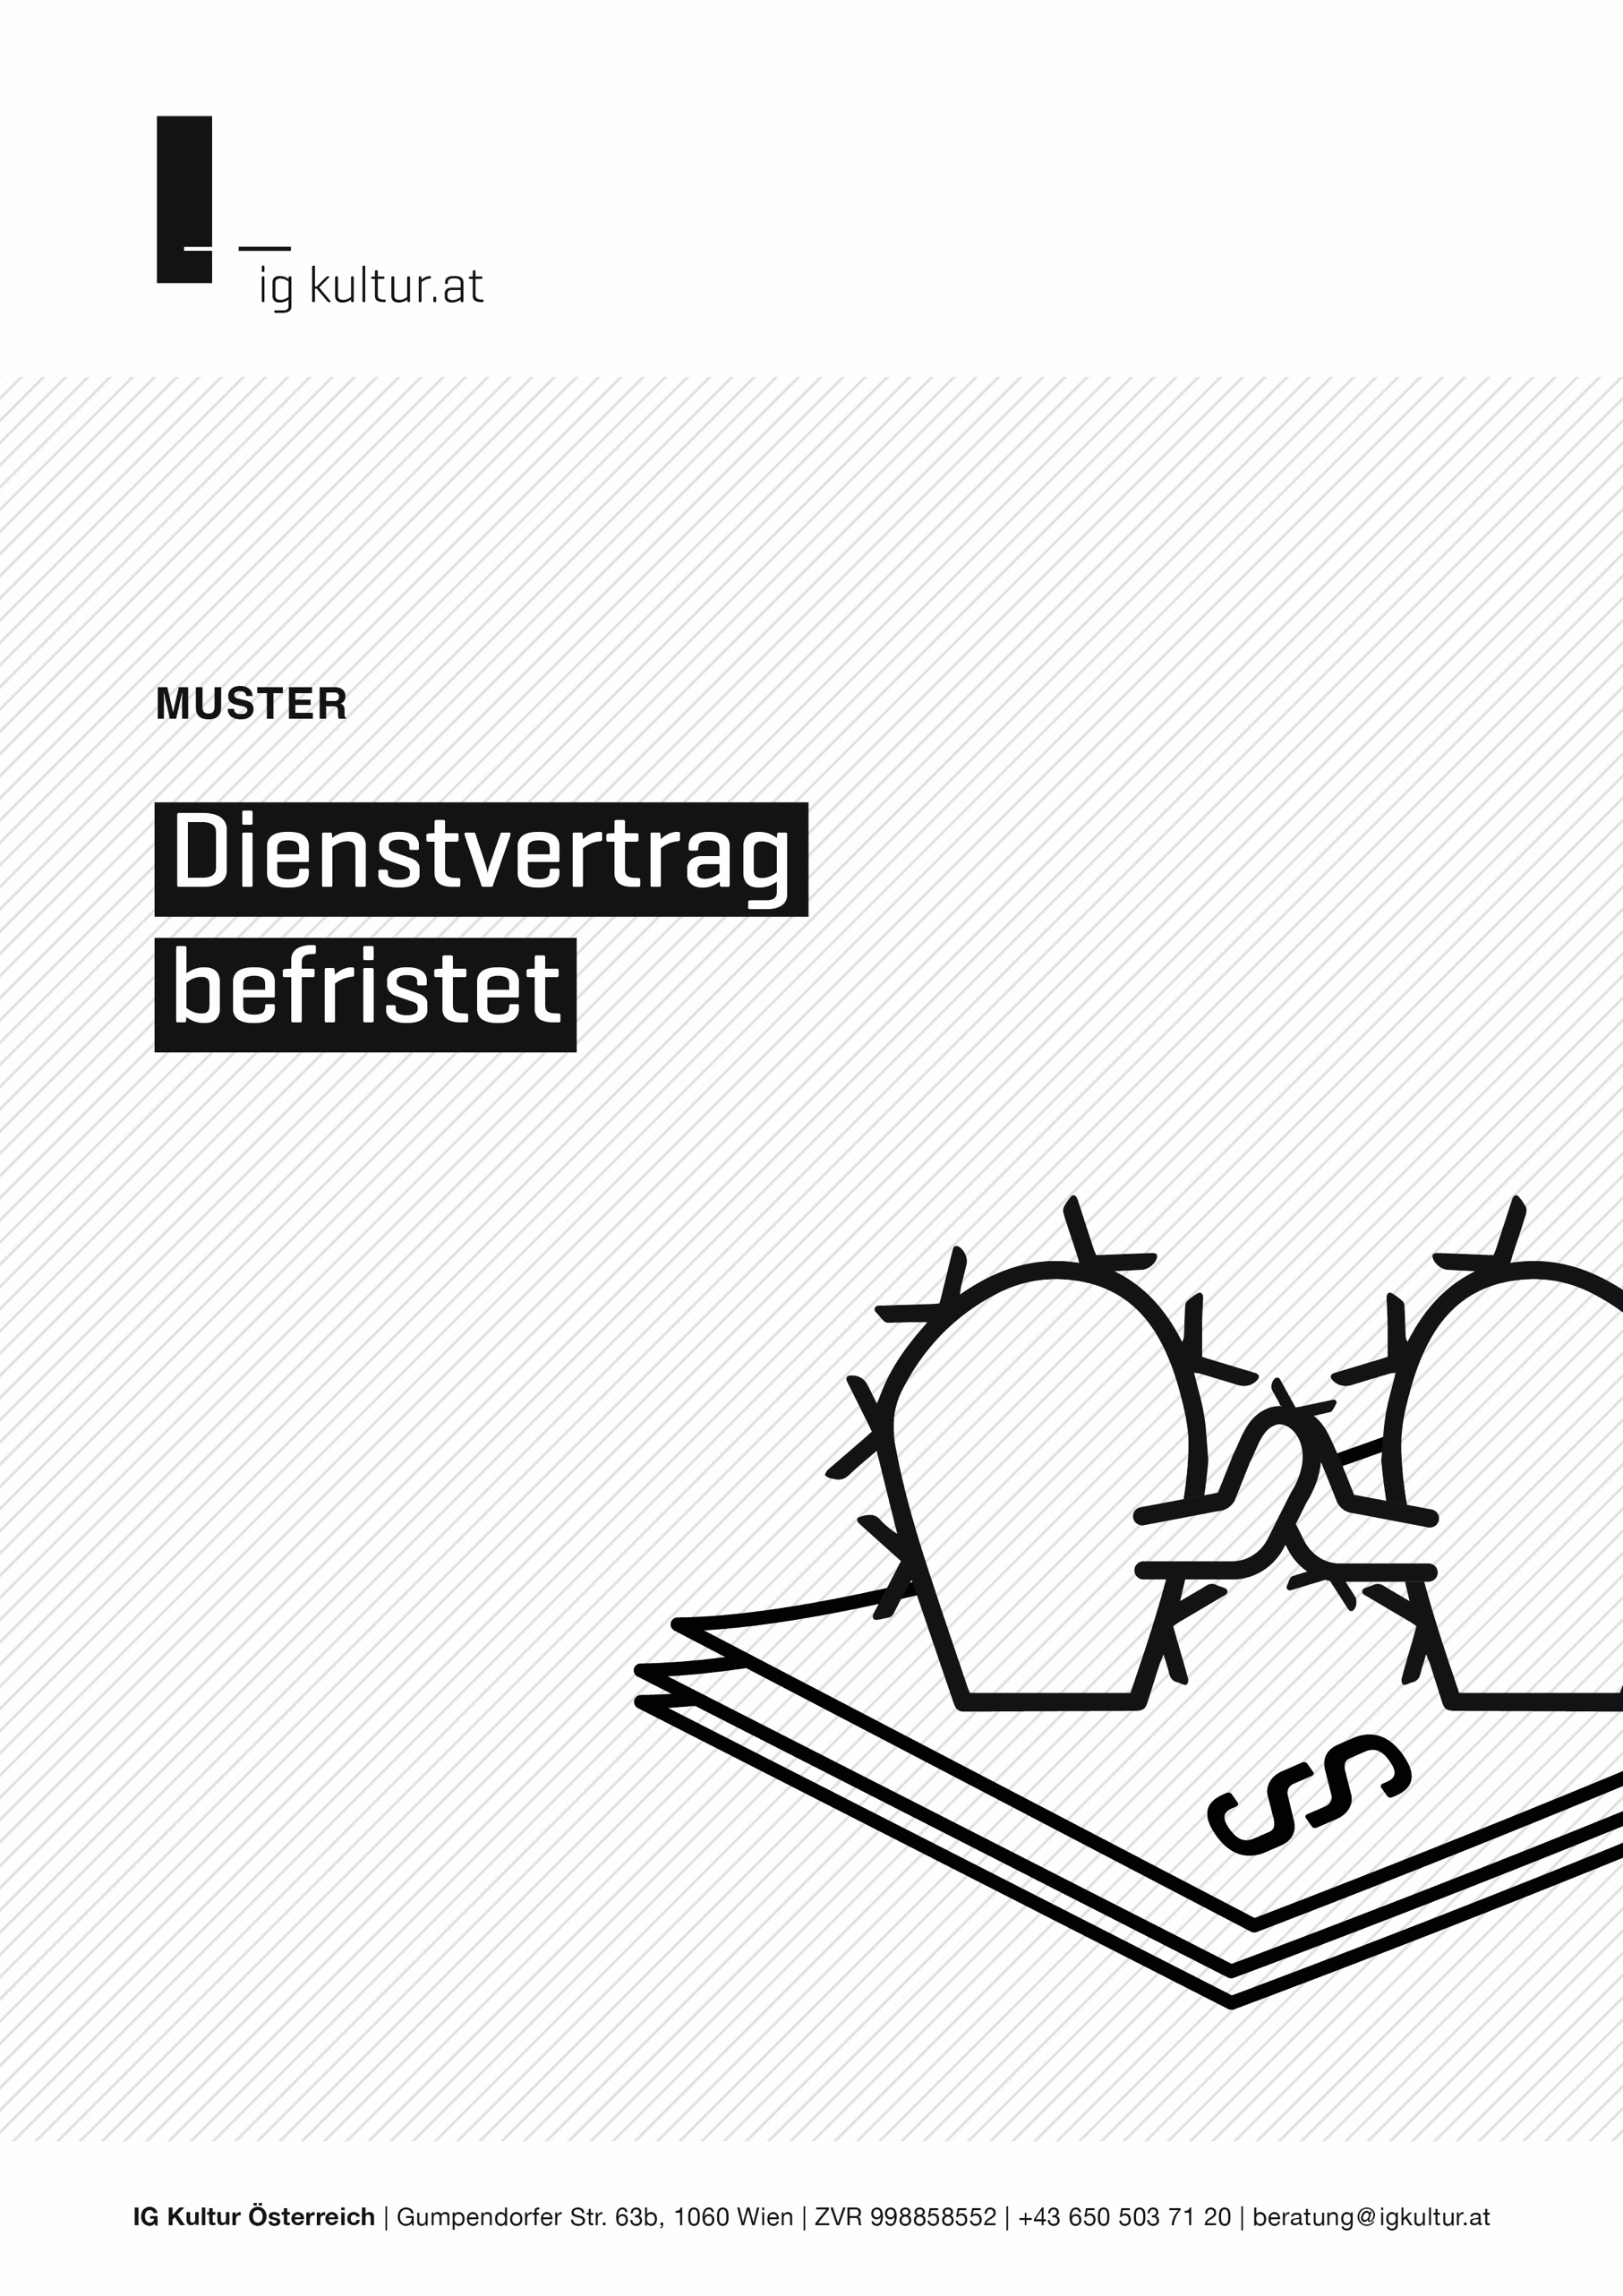 ig kultur.at
MUSTER
Dienstvertrag
befristet
§
IG Kultur Österreich | Gumpendorfer Str. 63b, 1060 Wien | ZVR 998858552 | +43 650 503 71 20 | beratung@igkultur.at